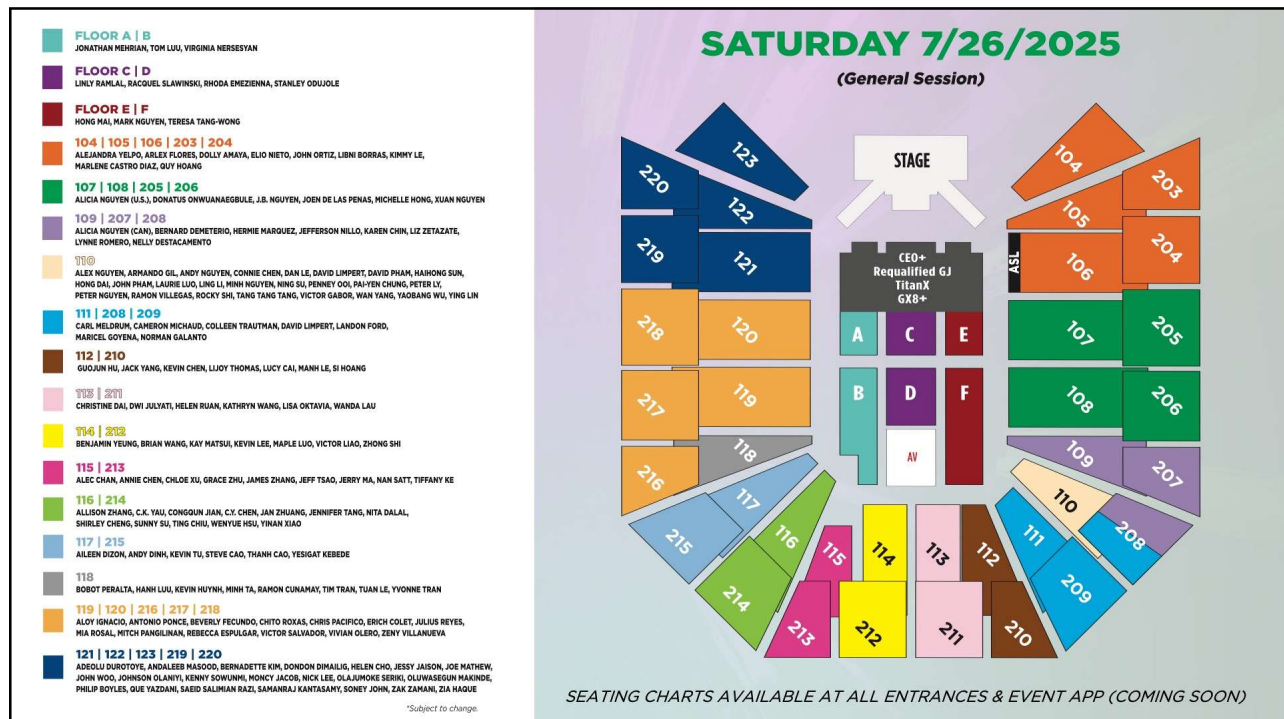 FLOOR A | B
JONATHAN MEHRIAN, TOM LUU, VIRGINIA NERSESYAN
FLOOR C | D
LINLY RAMLAL, RACQUEL SLAWINSKI, RHODA EMEZIENNA, STANLEY ODUJOLE
FLOOR E | F
HONG MAI, MARK NGUYEN, TERESA TANG-WONG
104 | 105 | 106 | 203 | 204
ALEJANDRA YELPO, ARLEX FLORES, DOLLY AMAYA, ELIO NIETO, JOHN ORTIZ, LIBNI BORRAS, KIMMY LE,
MARLENE CASTRO DIAZ, QUY HOANG
107 | 108 | 205 | 206
ALICIA NGUYEN (U.S.), DONATUS ONWUANAEGBULE, J.B. NGUYEN, JOEN DE LAS PENAS, MICHELLE HONG, XUAN NGUYEN
109 | 207 | 208
ALICIA NGUYEN (CAN), BERNARD DEMETERIO, HERMIE MARQUEZ, JEFFERSON NILLO, KAREN CHIN, LIZ ZETAZATE,
LYNNE ROMERO, NELLY DESTACAMENTO
110
ALEX NGUYEN, ARMANDO GIL, ANDY NGUYEN, CONNIE CHEN, DAN LE, DAVID LIMPERT, DAVID PHAM, HAIHONG SUN,
HONG DAI, JOHN PHAM, LAURIE LUO, LING LI, MINH NGUYEN, NING SU, PENNEY OOI, PAI-YEN CHUNG, PETER LY,
PETER NGUYEN, RAMON VILLEGAS, ROCKY SHI, TANG TANG TANG, VICTOR GABOR, WAN YANG, YAOBANG WU, YING LIN
111 | 208 | 209
CARL MELDRUM, CAMERON MICHAUD, COLLEEN TRAUTMAN, DAVID LIMPERT, LANDON FORD,
MARICEL GOYENA, NORMAN GALANTO
112 | 210
GUOJUN HU, JACK YANG, KEVIN CHEN, LIJOY THOMAS, LUCY CAI, MANH LE, SI HOANG
113 | 211
CHRISTINE DAI, DWI JULYATI, HELEN RUAN, KATHRYN WANG, LISA OKTAVIA, WANDA LAU
114 | 212
BENJAMIN YEUNG, BRIAN WANG, KAY MATSUI, KEVIN LEE, MAPLE LUO, VICTOR LIAO, ZHONG SHI
115 | 213
ALEC CHAN, ANNIE CHEN, CHLOE XU, GRACE ZHU, JAMES ZHANG, JEFF TSAO, JERRY MA, NAN SATT, TIFFANY KE
116 | 214
ALLISON ZHANG, C.K. YAU, CONGQUN JIAN, C.Y. CHEN, JAN ZHUANG, JENNIFER TANG, NITA DALAL,
SHIRLEY CHENG, SUNNY SU, TING CHIU, WENYUE HSU, YINAN XIAO
117 | 215
AILEEN DIZON, ANDY DINH, KEVIN TU, STEVE CAO, THANH CAO, YESIGAT KEBEDE
118
BOBOT PERALTA, HANH LUU, KEVIN HUYNH, MINH TA, RAMON CUNAMAY, TIM TRAN, TUAN LE, YVONNE TRAN
119 | 120 | 216 | 217 | 218
ALOY IGNACIO, ANTONIO PONCE, BEVERLY FECUNDO, CHITO ROXAS, CHRIS PACIFICO, ERICH COLET, JULIUS REYES,
MIA ROSAL, MITCH PANGILINAN, REBECCA ESPULGAR, VICTOR SALVADOR, VIVIAN OLERO, ZENY VILLANUEVA
121 | 122 | 123 | 219 | 220
ADEOLU DUROTOYE, ANDALEEB MASOOD, BERNADETTE KIM, DONDON DIMAILIG, HELEN CHO, JESSY JAISON, JOE MATHEW,
JOHN WOO, JOHNSON OLANIYI, KENNY SOWUNMI, MONCY JACOB, NICK LEE, OLAJUMOKE SERIKI, OLUWASEGUN MAKINDE,
PHILIP BOYLES, QUE YAZDANI, SAEID SALIMIAN RAZI, SAMANRAJ KANTASAMY, SONEY JOHN, ZAK ZAMANI, ZIA HAQUE
*Subject to change.
SATURDAY 7/26/2025
(General Session)
STAGE
123
220
122
219
121
218
120
217
119
216
118
117
215
116
214
115
213
114
212
113
211
112
210
111
209
208
110
109
207
108
206
107
205
ASL
106
204
105
203
104
CEO+
Requalified GJ
TitanX
GX8+
A
C
E
B
D
F
AV
SEATING CHARTS AVAILABLE AT ALL ENTRANCES & EVENT APP (COMING SOON)